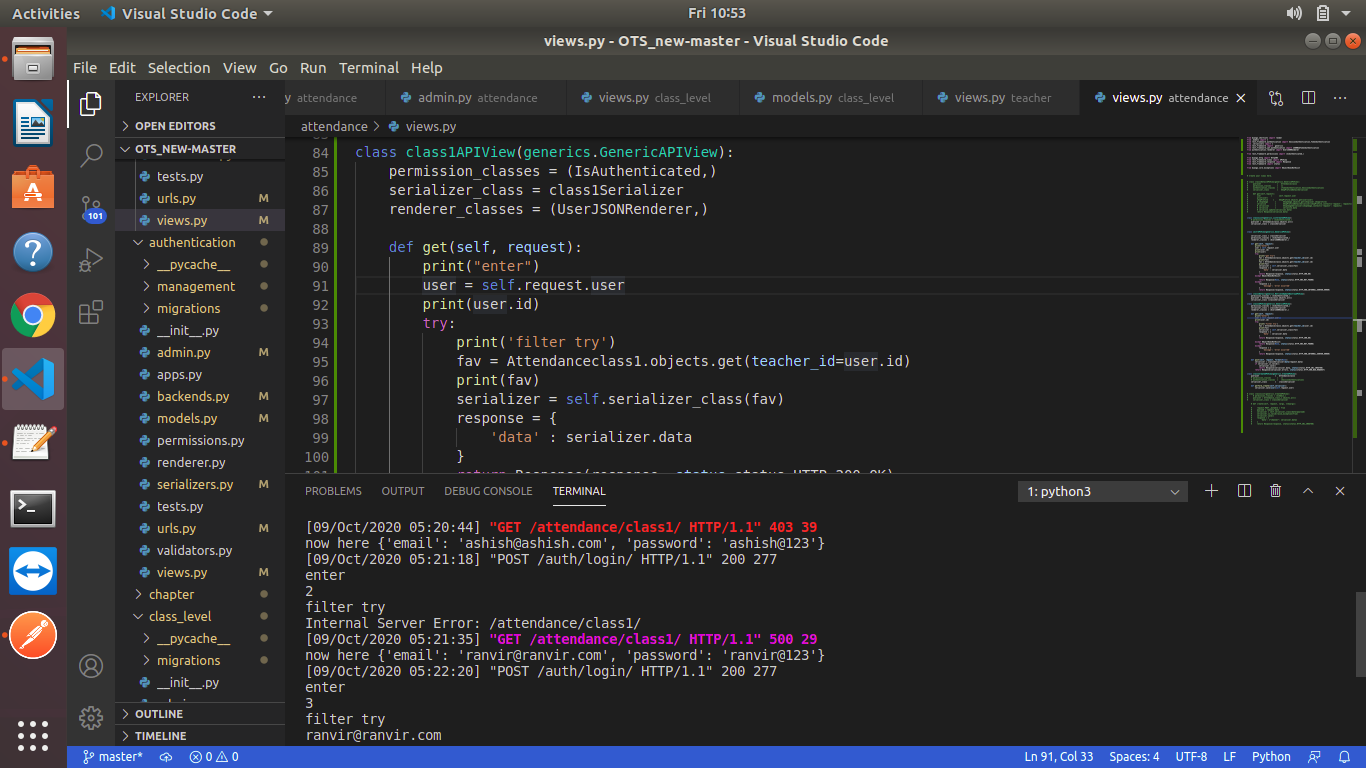 Activities Visual Studio Code Fri 10:53
views.py - OTS_new-master - Visual Studio Code
File Edit Selection View Go Run Terminal Help
EXPLORER ···
y attendance admin.py attendance views.py class_level models.py class_level views.py teacher views.py attendance
OPEN EDITORS
OTS_NEW-MASTER
tests.py
urls.py M
views.py M
authentication
__pycache__
management
migrations
__init__.py
admin.py M
apps.py
backends.py M
models.py M
permissions.py
renderer.py
serializers.py M
tests.py
urls.py M
validators.py
views.py M
chapter
class_level
__pycache__
migrations
__init__.py
OUTLINE
TIMELINE
101
attendance > views.py
84 class class1APIView(generics.GenericAPIView):
85 permission_classes = (IsAuthenticated,)
86 serializer_class = class1Serializer
87 renderer_classes = (UserJSONRenderer,)
88
89 def get(self, request):
90 print("enter")
91 user = self.request.user
92 print(user.id)
93 try:
94 print('filter try')
95 fav = Attendanceclass1.objects.get(teacher_id=user.id)
96 print(fav)
97 serializer = self.serializer_class(fav)
98 response = {
99 'data' : serializer.data
100 }
101 return Response(response, status=status.HTTP_200_OK)
PROBLEMS OUTPUT DEBUG CONSOLE TERMINAL 1: python3
[09/Oct/2020 05:20:44] "GET /attendance/class1/ HTTP/1.1" 403 39
now here {'email': 'ashish@ashish.com', 'password': 'ashish@123'}
[09/Oct/2020 05:21:18] "POST /auth/login/ HTTP/1.1" 200 277
enter
2
filter try
Internal Server Error: /attendance/class1/
[09/Oct/2020 05:21:35] "GET /attendance/class1/ HTTP/1.1" 500 29
now here {'email': 'ranvir@ranvir.com', 'password': 'ranvir@123'}
[09/Oct/2020 05:22:20] "POST /auth/login/ HTTP/1.1" 200 277
enter
3
filter try
ranvir@ranvir.com
master* 0 0 Ln 91, Col 33 Spaces: 4 UTF-8 LF Python